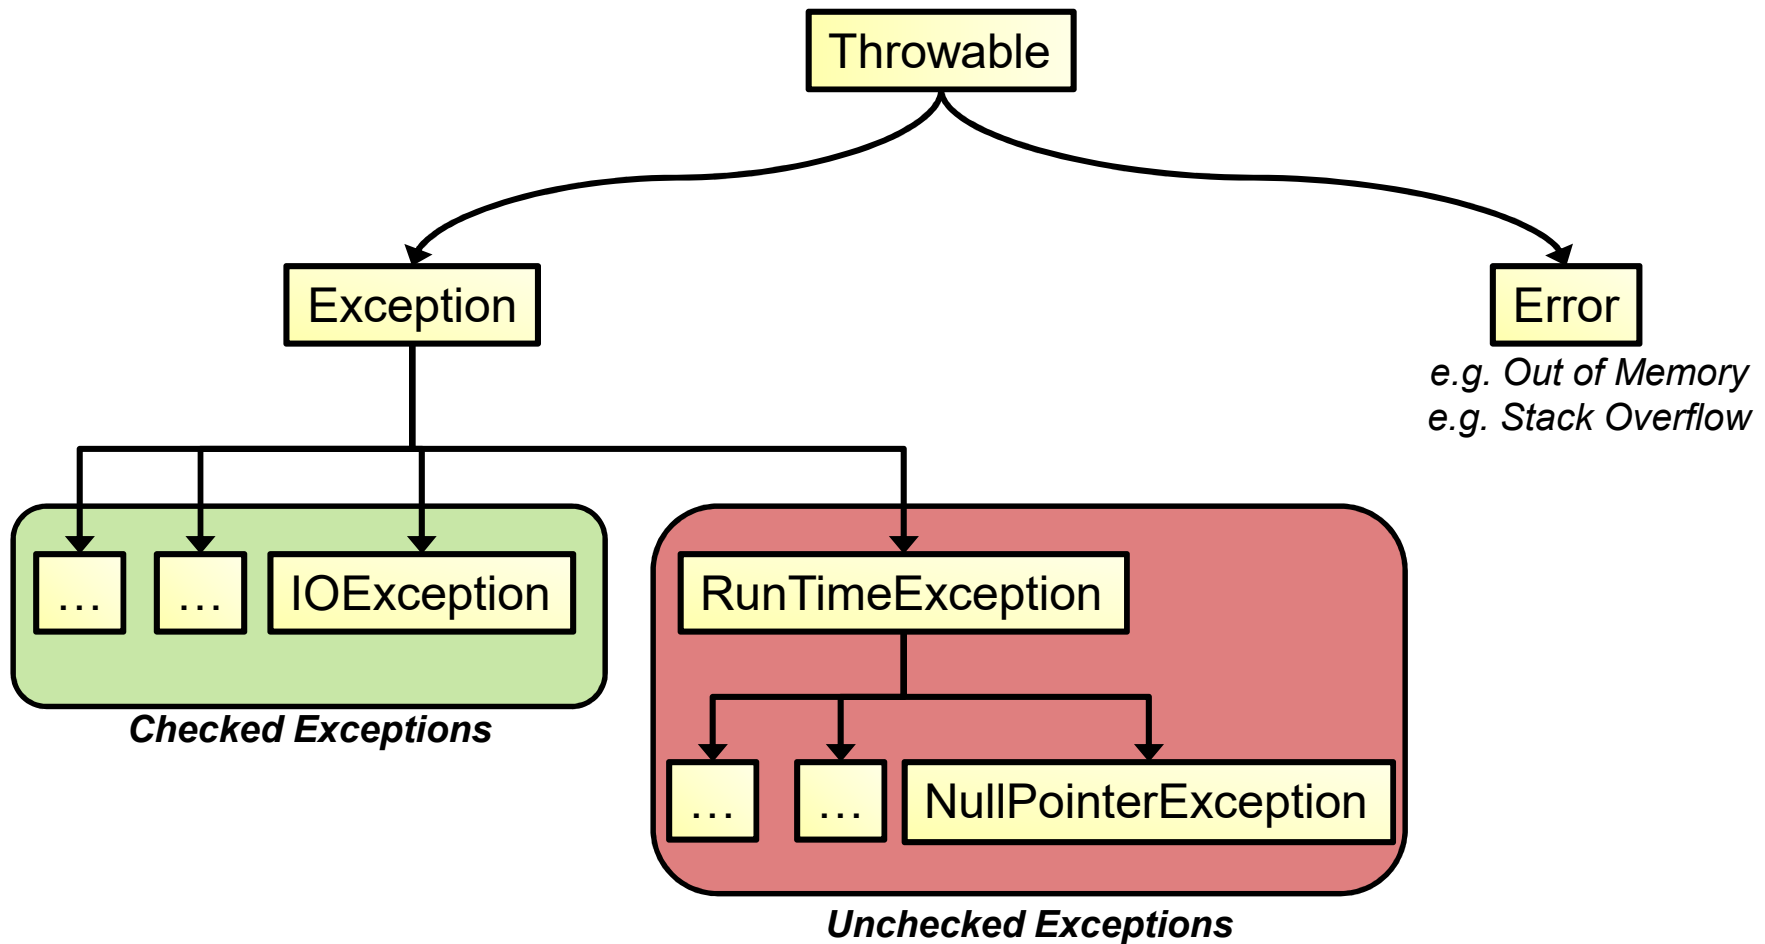 Throwable
Exception
Error
e.g. Out of Memory
e.g. Stack Overflow
…
…
IOException
RunTimeException
Checked Exceptions
…
…
NullPointerException
Unchecked Exceptions